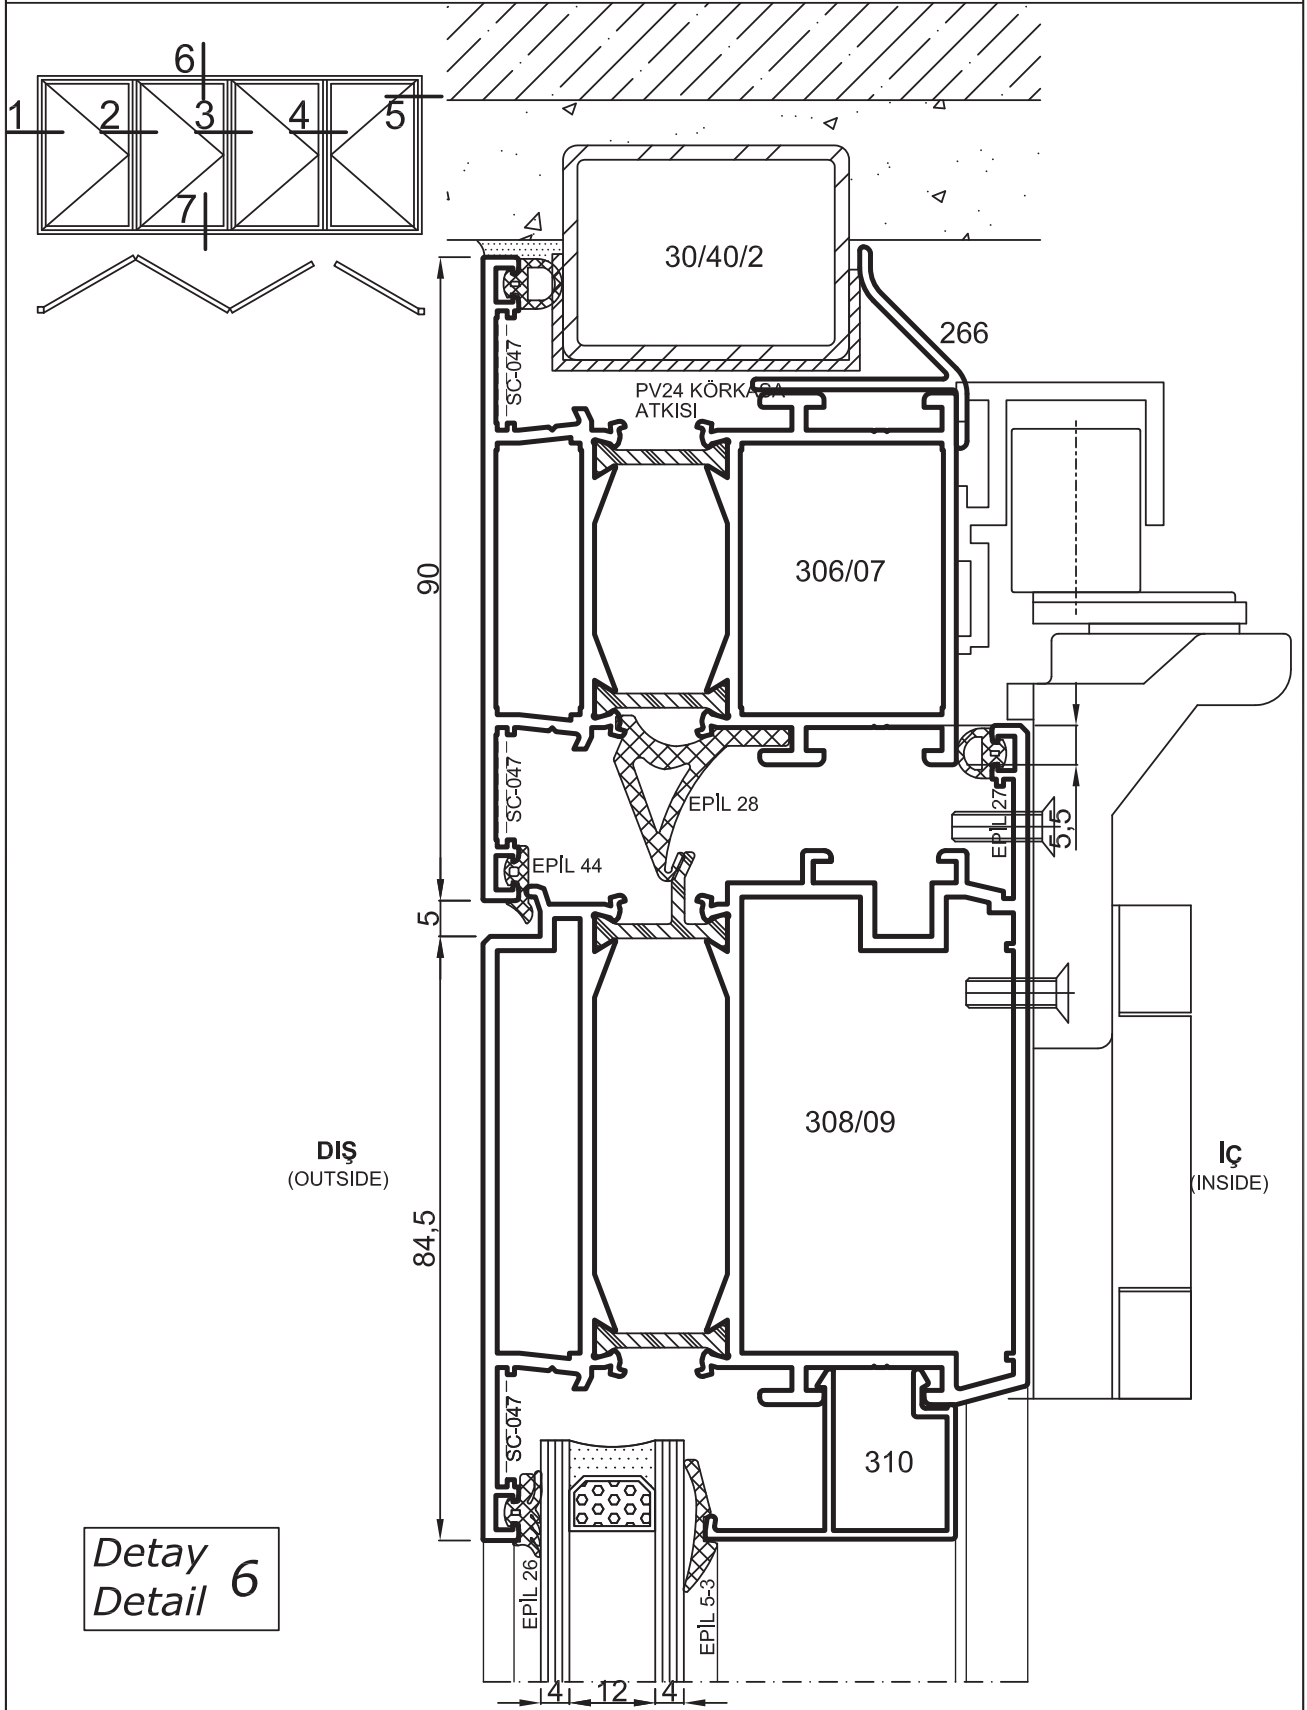 6
1 2 3 4 5
7
30/40/2
266
SC-047
PV24 KÖRKASA
ATKISI
90
306/07
SC-047
EPİL 28
EPİL 27
5,5
EPİL 44
5
308/09
DIŞ
(OUTSIDE)
İÇ
(INSIDE)
84,5
SC-047
310
Detay
Detail 6
EPİL 26
EPİL 5-3
4 12 4